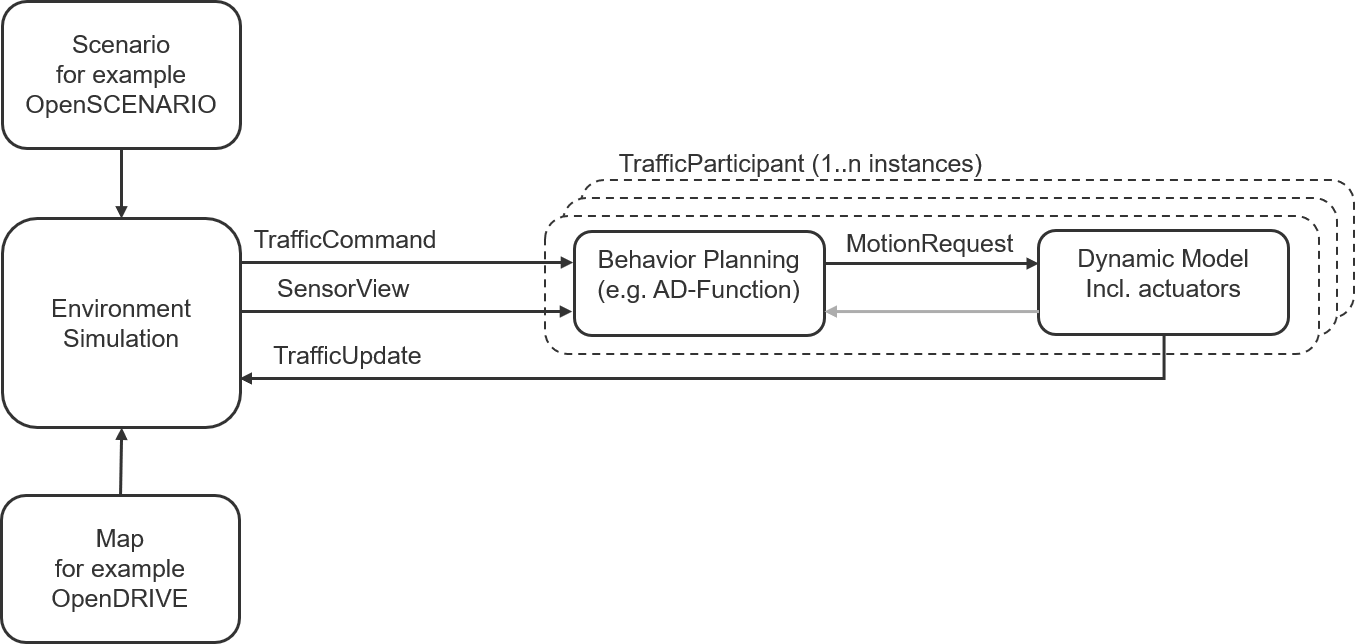 Scenario
for example
OpenSCENARIO
TrafficParticipant (1..n instances)
TrafficCommand
SensorView
TrafficUpdate
Environment
Simulation
Behavior Planning
(e.g. AD-Function)
MotionRequest
Dynamic Model
Incl. actuators
Map
for example
OpenDRIVE